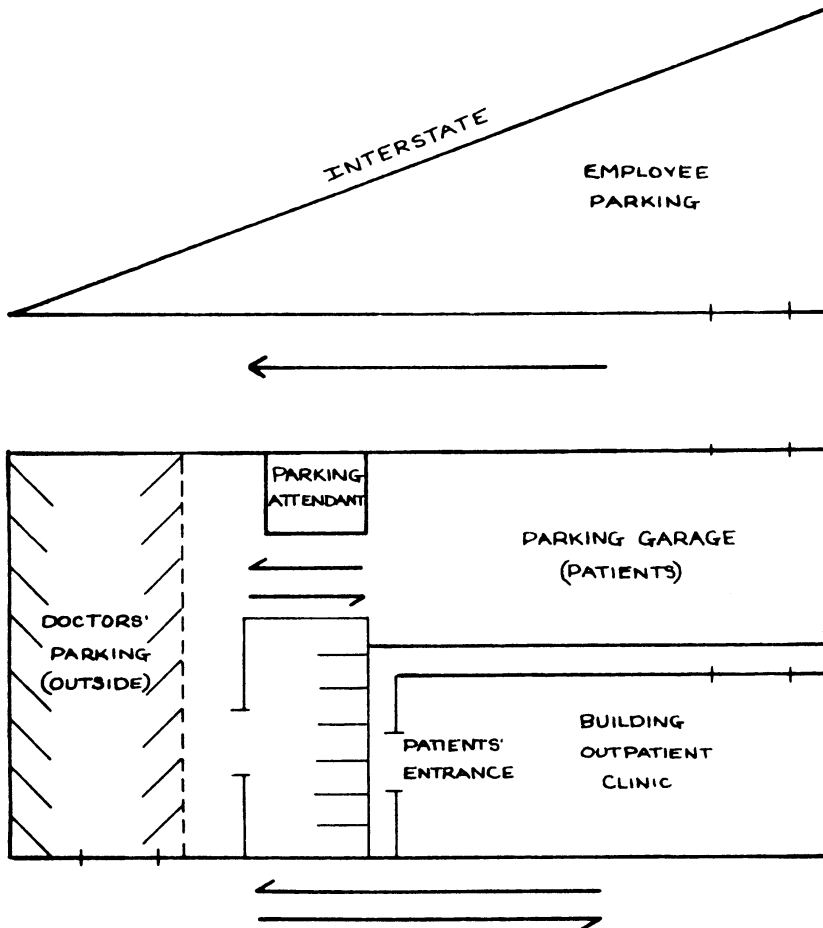 INTERSTATE
EMPLOYEE
PARKING
PARKING
ATTENDANT
PARKING GARAGE
(PATIENTS)
DOCTORS'
PARKING
(OUTSIDE)
PATIENTS'
ENTRANCE
BUILDING
OUTPATIENT
CLINIC